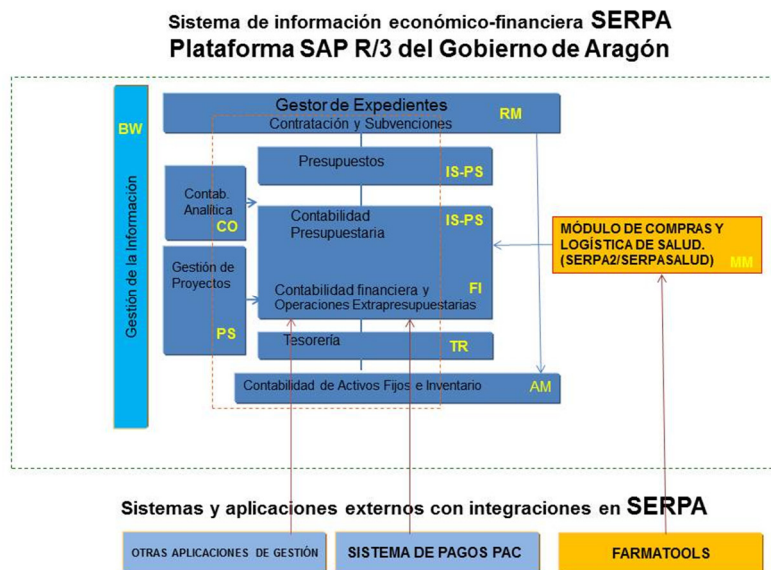 Sistema de información económico-financiera SERPA
Plataforma SAP R/3 del Gobierno de Aragón
BW
Gestión de la Información
Gestor de Expedientes
Contratación y Subvenciones
RM
Presupuestos
IS-PS
Contab.
Analítica
CO
Contabilidad
Presupuestaria
IS-PS
Gestión de
Proyectos
PS
Contabilidad financiera y
Operaciones Extrapresupuestarias
FI
Tesorería
TR
Contabilidad de Activos Fijos e Inventario
AM
MÓDULO DE COMPRAS Y
LOGÍSTICA DE SALUD.
(SERPA2/SERPASALUD)
MM
Sistemas y aplicaciones externos con integraciones en SERPA
OTRAS APLICACIONES DE GESTIÓN
SISTEMA DE PAGOS PAC
FARMATOOLS